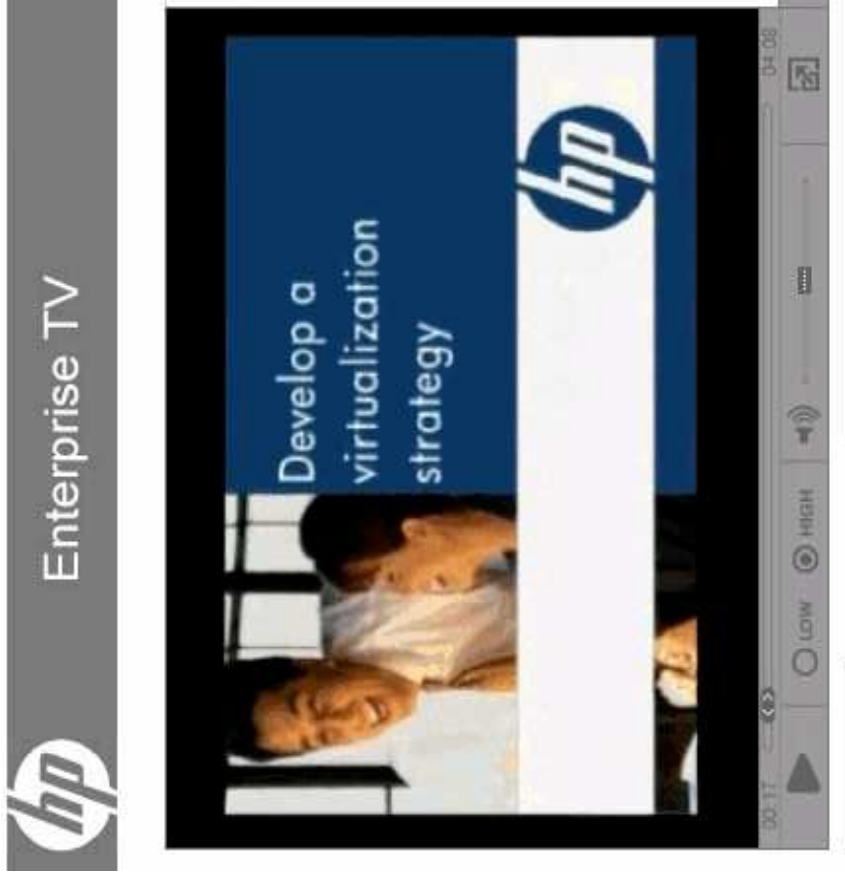 hp
Enterprise TV
Develop a
virtualization
strategy
hp
00:17
04:08
LOW
HIGH